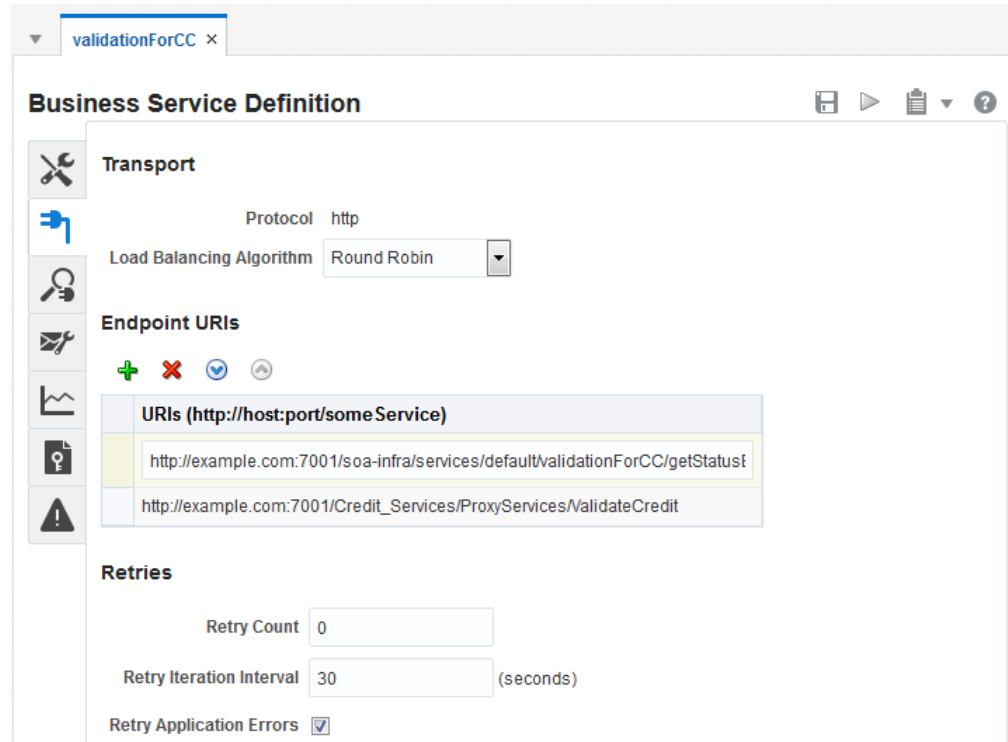 validationForCC ×
Business Service Definition
Transport
Protocol http
Load Balancing Algorithm Round Robin
Endpoint URIs
URIs (http://host:port/someService)
http://example.com:7001/soa-infra/services/default/validationForCC/getStatus
http://example.com:7001/Credit_Services/ProxyServices/ValidateCredit
Retries
Retry Count 0
Retry Iteration Interval 30 (seconds)
Retry Application Errors